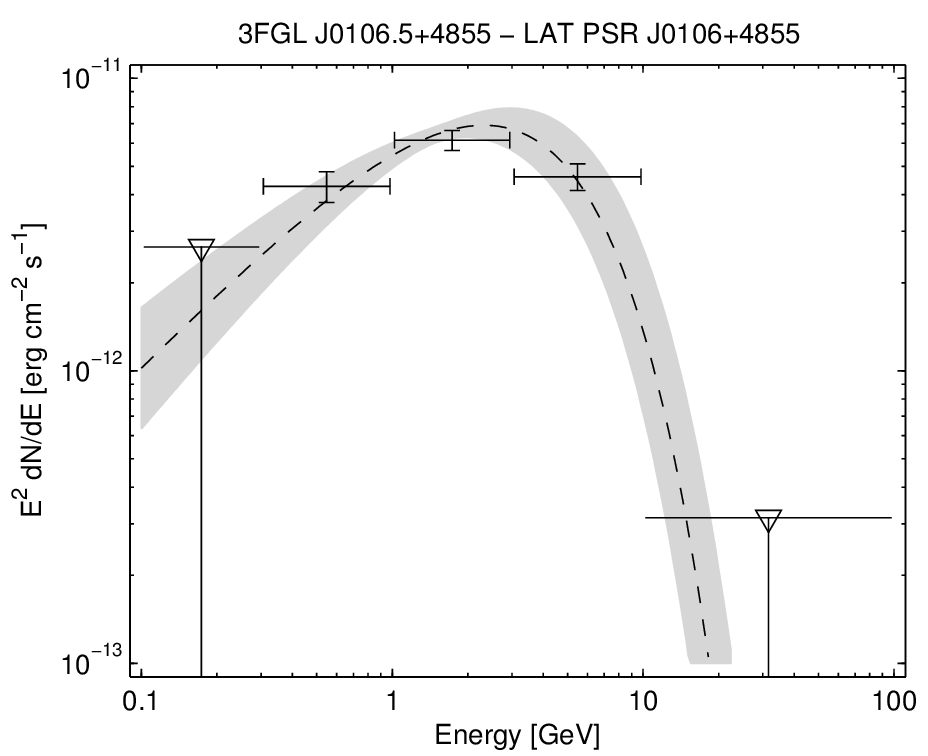 3FGL J0106.5+4855 − LAT PSR J0106+4855
10⁻¹¹
10⁻¹²
10⁻¹³
E² dN/dE [erg cm⁻² s⁻¹]
0.1 1 10 100
Energy [GeV]